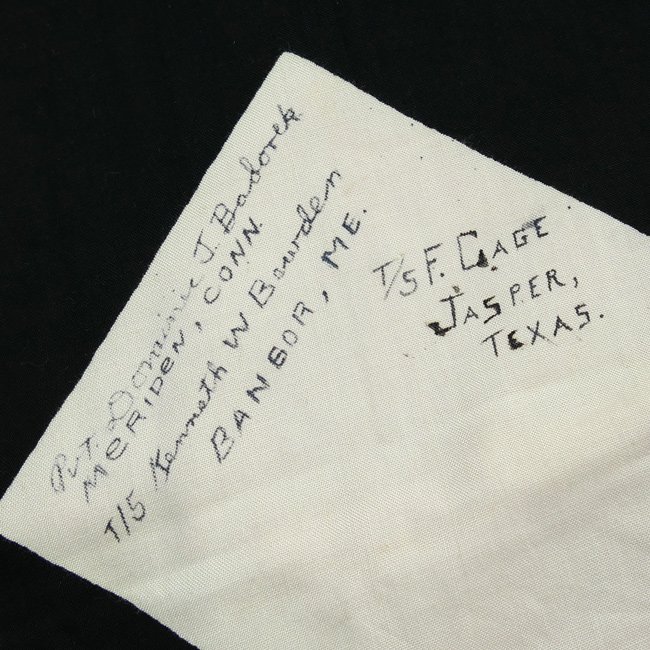 Pvt. Dominic J. Badorek
MERIDEN, CONN.
T/5 Kenneth W Bowden
BANGOR, ME.
T/5 F. CAGE
JASPER,
TEXAS.